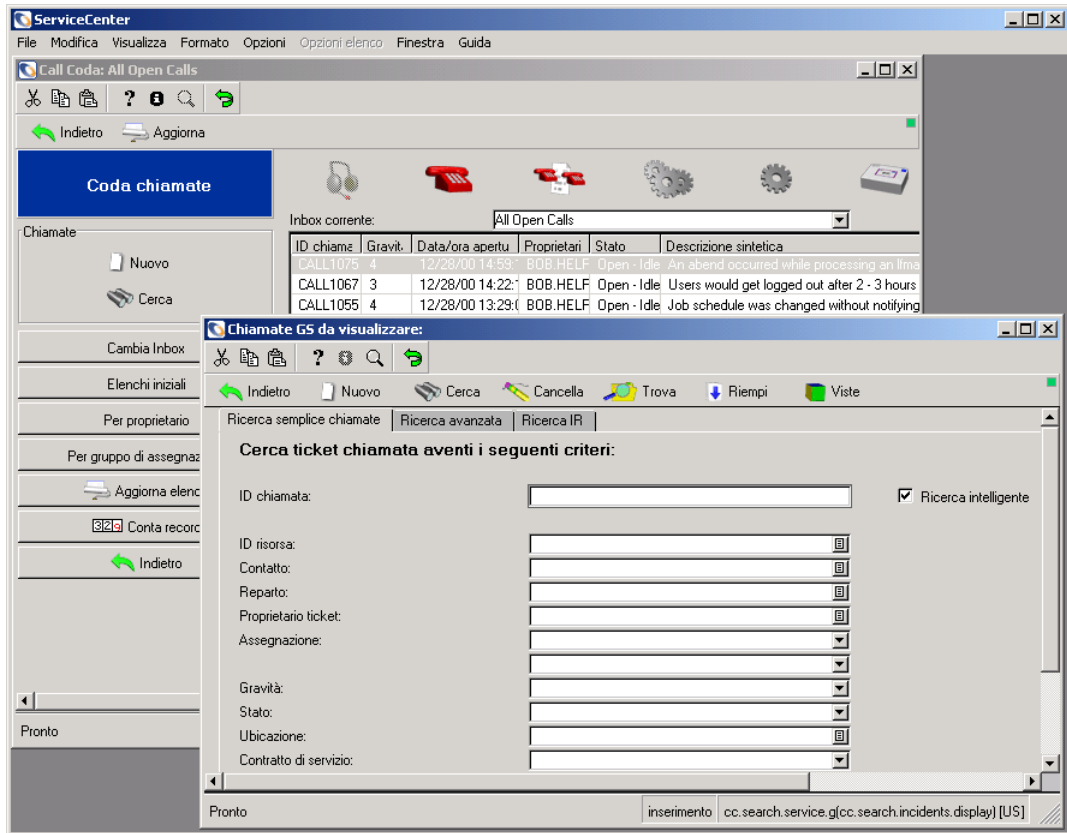 ServiceCenter
File Modifica Visualizza Formato Opzioni Opzioni elenco Finestra Guida
Call Coda: All Open Calls
Indietro Aggiorna
Coda chiamate
Inbox corrente: All Open Calls
Chiamate
Nuovo
Cerca
ID chiama Gravit. Data/ora apertu Proprietari Stato Descrizione sintetica
CALL1075 4 12/28/00 14:59: BOB.HELF Open - Idle An abend occurred while processing an lfma
CALL1067 3 12/28/00 14:22: BOB.HELF Open - Idle Users would get logged out after 2 - 3 hours
CALL1055 4 12/28/00 13:29: BOB.HELF Open - Idle Job schedule was changed without notifying
Cambia Inbox
Elenchi iniziali
Per proprietario
Per gruppo di assegnaz
Aggiorna elenc
329 Conta recorc
Indietro
Pronto
Chiamate GS da visualizzare:
Indietro Nuovo Cerca Cancella Trova Riempi Viste
Ricerca semplice chiamate Ricerca avanzata Ricerca IR
Cerca ticket chiamata aventi i seguenti criteri:
ID chiamata: Ricerca intelligente
ID risorsa:
Contatto:
Reparto:
Proprietario ticket:
Assegnazione:
Gravità:
Stato:
Ubicazione:
Contratto di servizio:
Pronto inserimento cc.search.service.g(cc.search.incidents.display) [US]